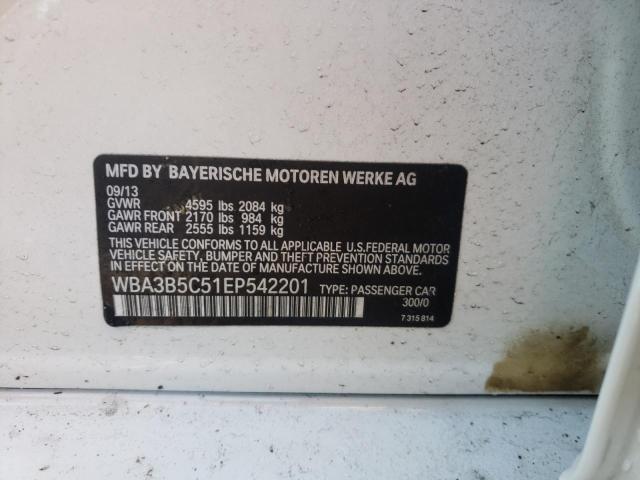 MFD BY BAYERISCHE MOTOREN WERKE AG
09/13
GVWR 4595 lbs 2084 kg
GAWR FRONT 2170 lbs 984 kg
GAWR REAR 2555 lbs 1159 kg
THIS VEHICLE CONFORMS TO ALL APPLICABLE U.S.FEDERAL MOTOR
VEHICLE SAFETY, BUMPER AND THEFT PREVENTION STANDARDS
IN EFFECT ON THE DATE OF MANUFACTURE SHOWN ABOVE.
WBA3B5C51EP542201 TYPE: PASSENGER CAR
300/0
7 315 814